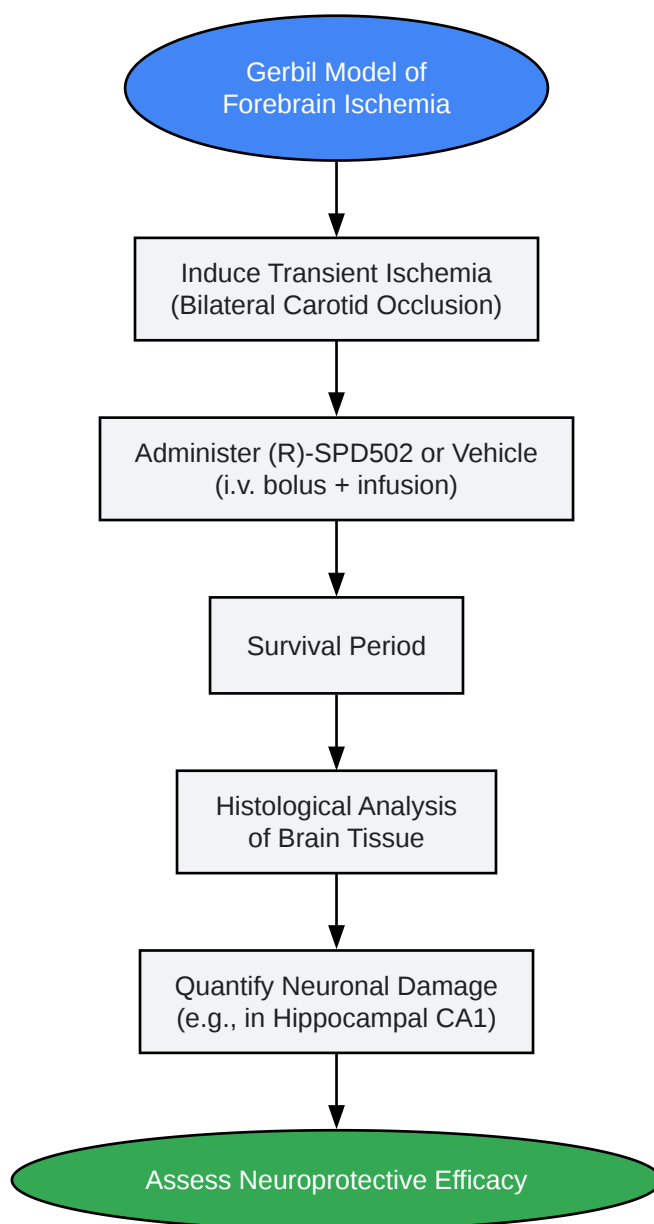 Gerbil Model of
Forebrain Ischemia
Induce Transient Ischemia
(Bilateral Carotid Occlusion)
Administer (R)-SPD502 or Vehicle
(i.v. bolus + infusion)
Survival Period
Histological Analysis
of Brain Tissue
Quantify Neuronal Damage
(e.g., in Hippocampal CA1)
Assess Neuroprotective Efficacy